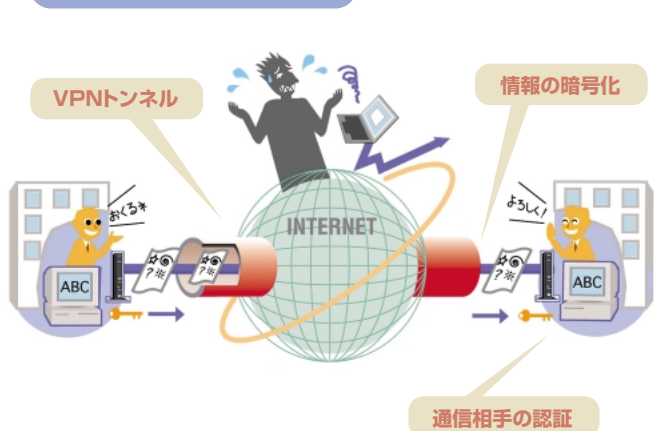 VPNトンネル
情報の暗号化
おくるネ
INTERNET
よろしく!
☆◎
?※
☆◎
?※
☆◎
?※
ABC
ABC
通信相手の認証